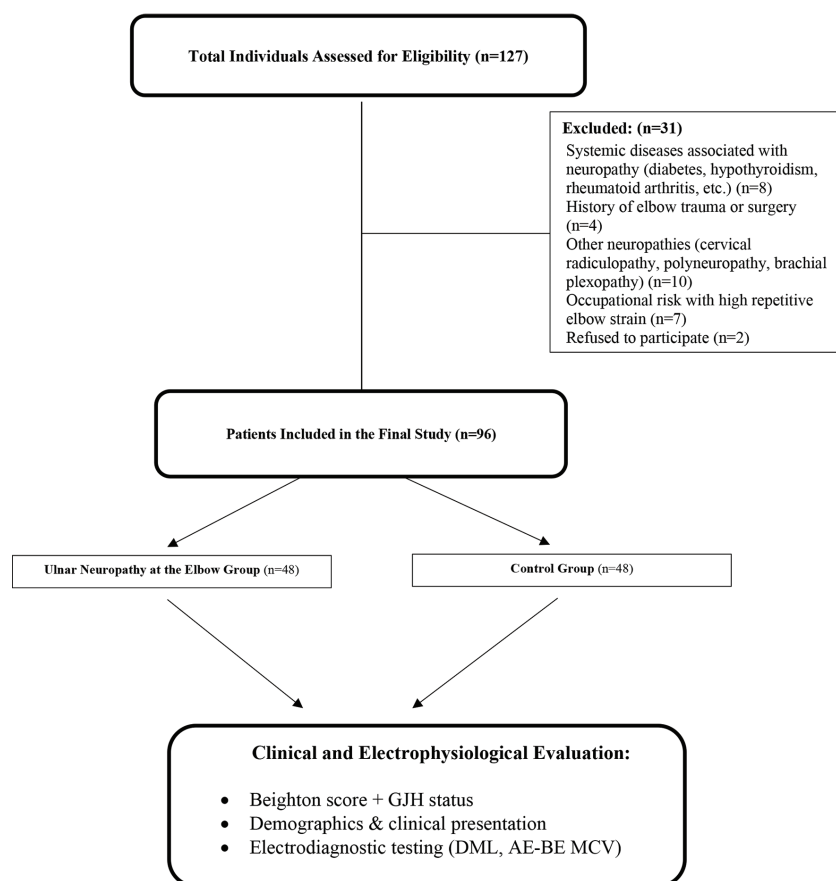 Total Individuals Assessed for Eligibility (n=127)
Excluded: (n=31)
Systemic diseases associated with
neuropathy (diabetes, hypothyroidism,
rheumatoid arthritis, etc.) (n=8)
History of elbow trauma or surgery
(n=4)
Other neuropathies (cervical
radiculopathy, polyneuropathy, brachial
plexopathy) (n=10)
Occupational risk with high repetitive
elbow strain (n=7)
Refused to participate (n=2)
Patients Included in the Final Study (n=96)
Ulnar Neuropathy at the Elbow Group (n=48)
Control Group (n=48)
Clinical and Electrophysiological Evaluation:
• Beighton score + GJH status
• Demographics & clinical presentation
• Electrodiagnostic testing (DML, AE-BE MCV)